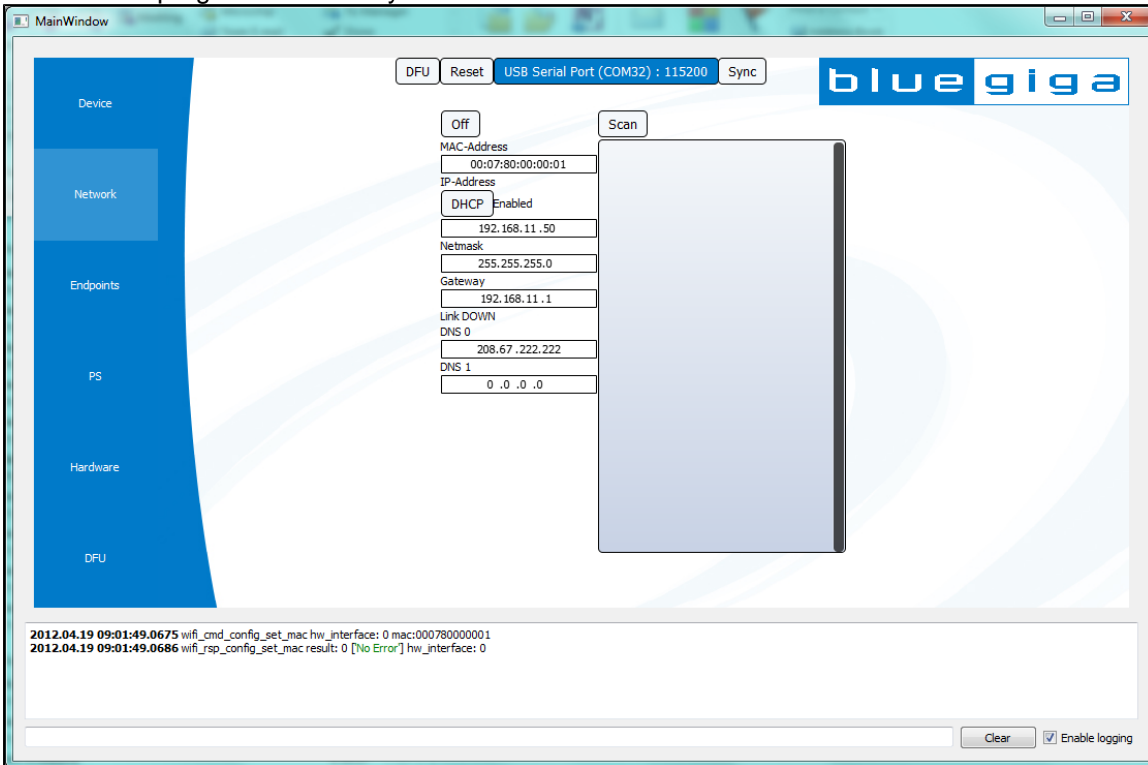 MainWindow
DFU Reset USB Serial Port (COM32) : 115200 Sync
blue giga
Device
Network
Endpoints
PS
Hardware
DFU
Off
MAC-Address
00:07:80:00:00:01
IP-Address
DHCP Enabled
192.168.11.50
Netmask
255.255.255.0
Gateway
192.168.11.1
Link DOWN
DNS 0
208.67.222.222
DNS 1
0.0.0.0
Scan
2012.04.19 09:01:49.0675 wifi_cmd_config_set_mac hw_interface: 0 mac:000780000001
2012.04.19 09:01:49.0686 wifi_rsp_config_set_mac result: 0 ['No Error'] hw_interface: 0
Clear Enable logging